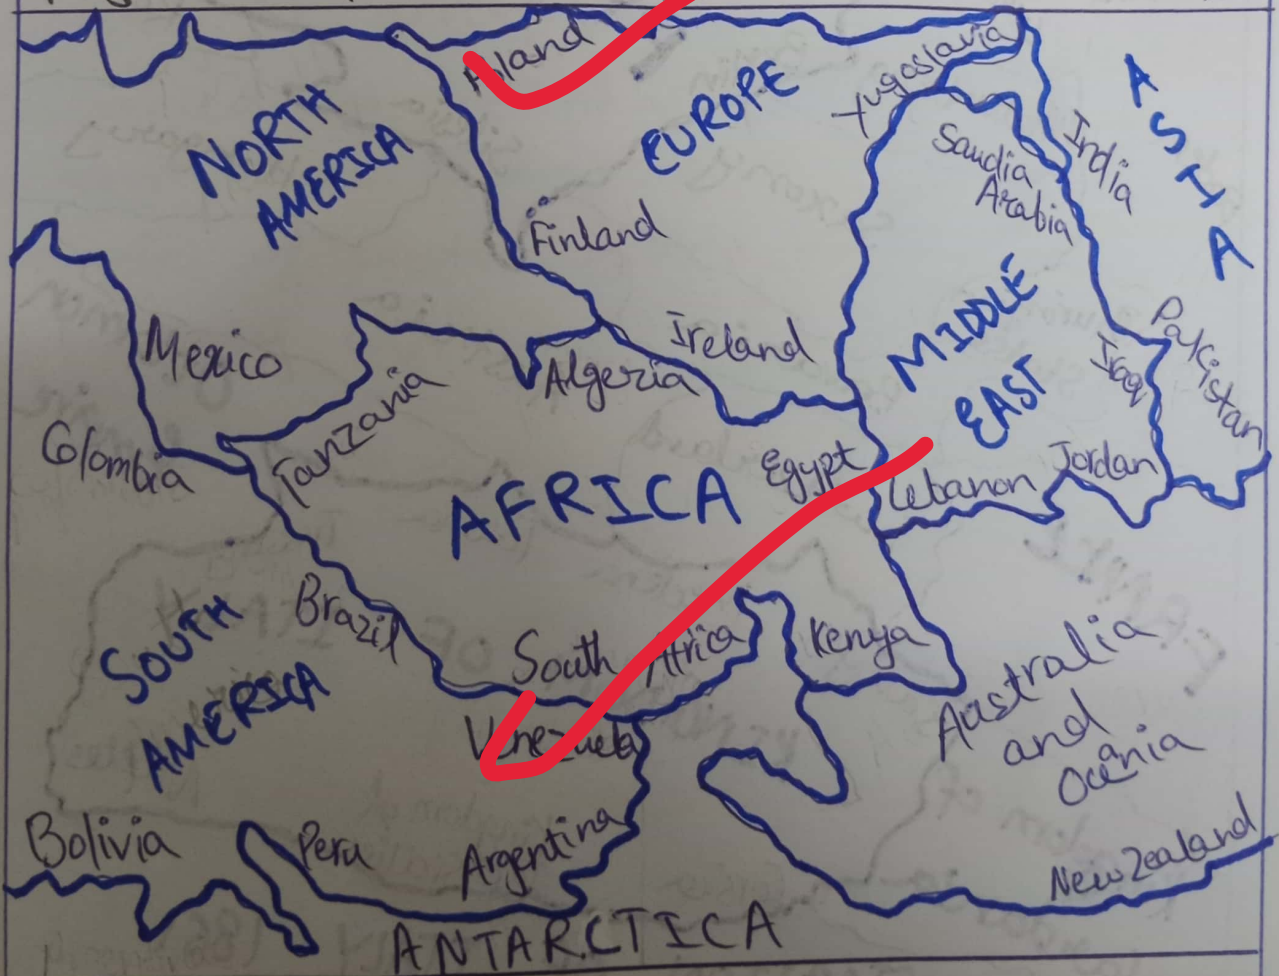 Yugoslavia
NORTH
AMERICA
EUROPE
ASIA
Saudia
Arabia
India
Finland
MIDDLE
EAST
Mexico
Ireland
Algeria
Tanzania
Iraq
Pakistan
Colombia
AFRICA
Egypt
Lebanon
Jordan
Brazil
SOUTH
AMERICA
South Africa
Kenya
Australia
and
Oceania
Venezuela
Bolivia
Peru
Argentina
New Zealand
ANTARCTICA